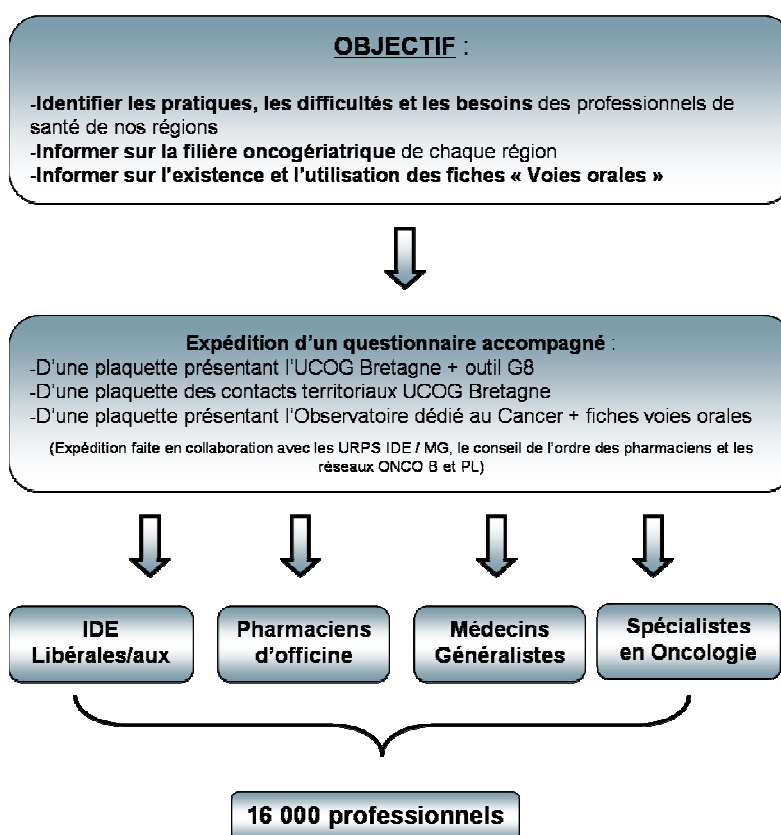 OBJECTIF :
-Identifier les pratiques, les difficultés et les besoins des professionnels de
santé de nos régions
-Informer sur la filière oncogériatrique de chaque région
-Informer sur l'existence et l'utilisation des fiches « Voies orales »
Expédition d'un questionnaire accompagné :
-D'une plaquette présentant l'UCOG Bretagne + outil G8
-D'une plaquette des contacts territoriaux UCOG Bretagne
-D'une plaquette présentant l'Observatoire dédié au Cancer + fiches voies orales
(Expédition faite en collaboration avec les URPS IDE / MG, le conseil de l'ordre des pharmaciens et les
réseaux ONCO B et PL)
IDE
Libérales/aux
Pharmaciens
d'officine
Médecins
Généralistes
Spécialistes
en Oncologie
16 000 professionnels